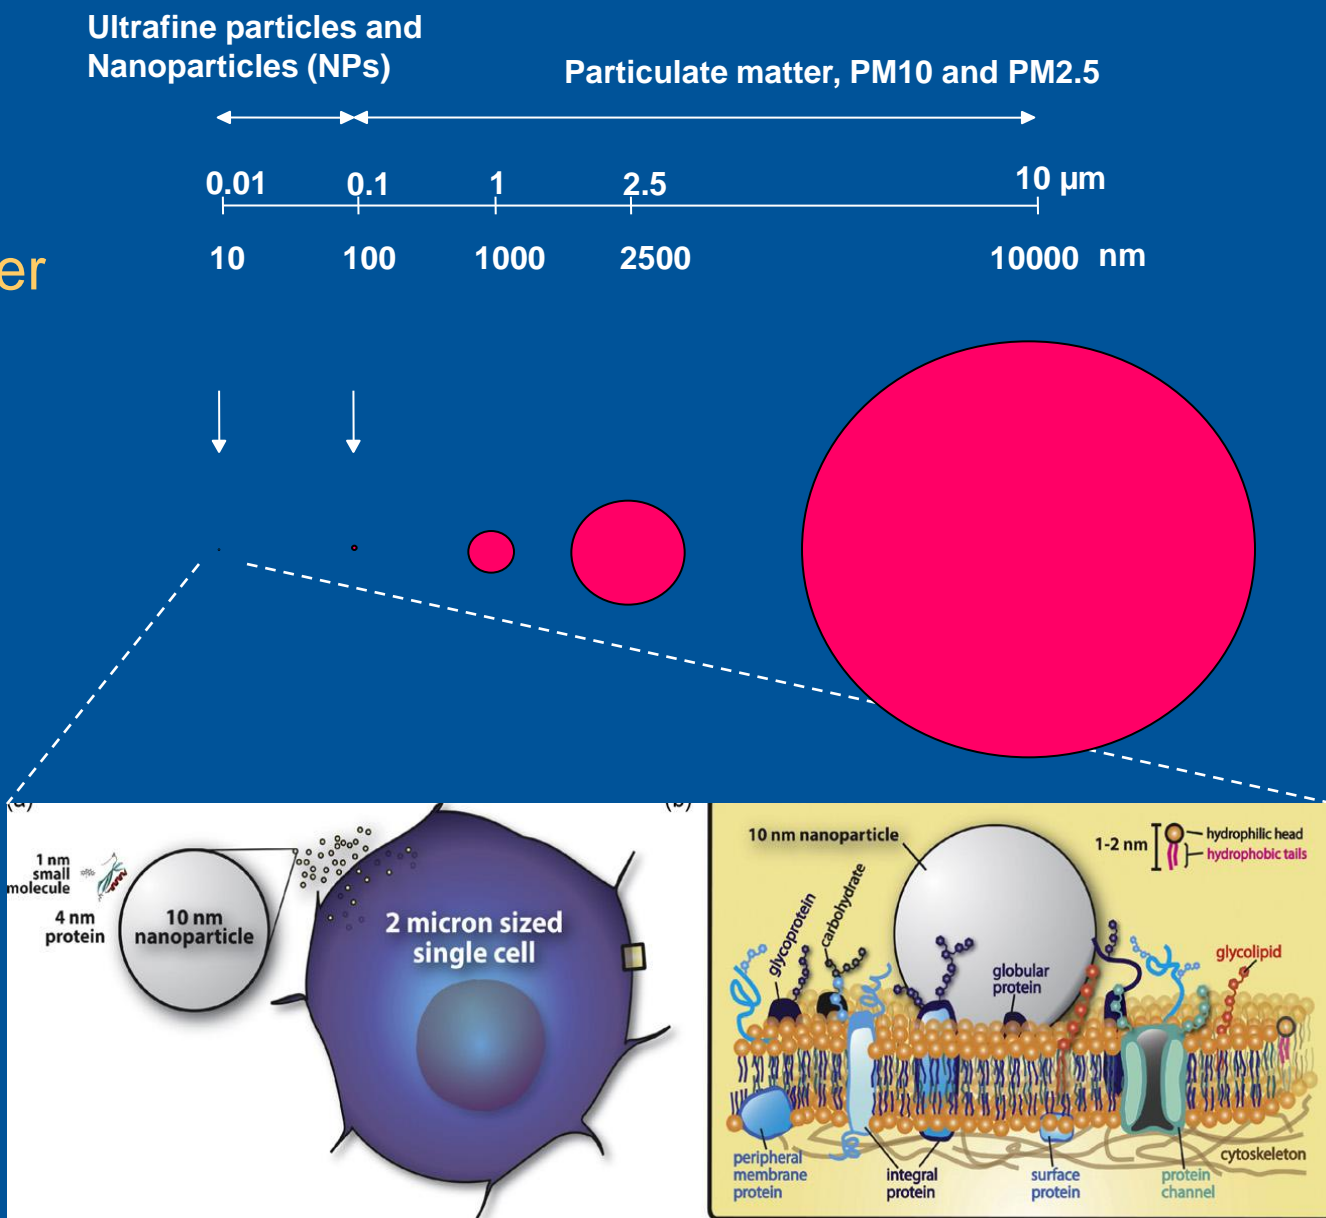 Ultrafine particles and
Nanoparticles (NPs)
Particulate matter, PM10 and PM2.5
0.01 0.1 1 2.5 10 µm
10 100 1000 2500 10000 nm
er
(a)
(b)
1 nm
small
molecule
4 nm
protein
10 nm
nanoparticle
2 micron sized
single cell
10 nm nanoparticle
1-2 nm
hydrophilic head
hydrophobic tails
glycoprotein
carbohydrate
globular
protein
glycolipid
peripheral
membrane
protein
integral
protein
surface
protein
protein
channel
cytoskeleton